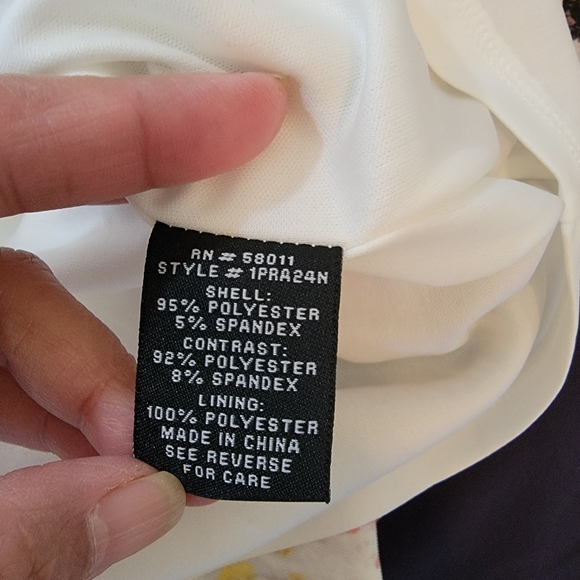 RN # 58011
STYLE # 1PRA24N
SHELL:
95% POLYESTER
5% SPANDEX
CONTRAST:
92% POLYESTER
8% SPANDEX
LINING:
100% POLYESTER
MADE IN CHINA
SEE REVERSE
FOR CARE